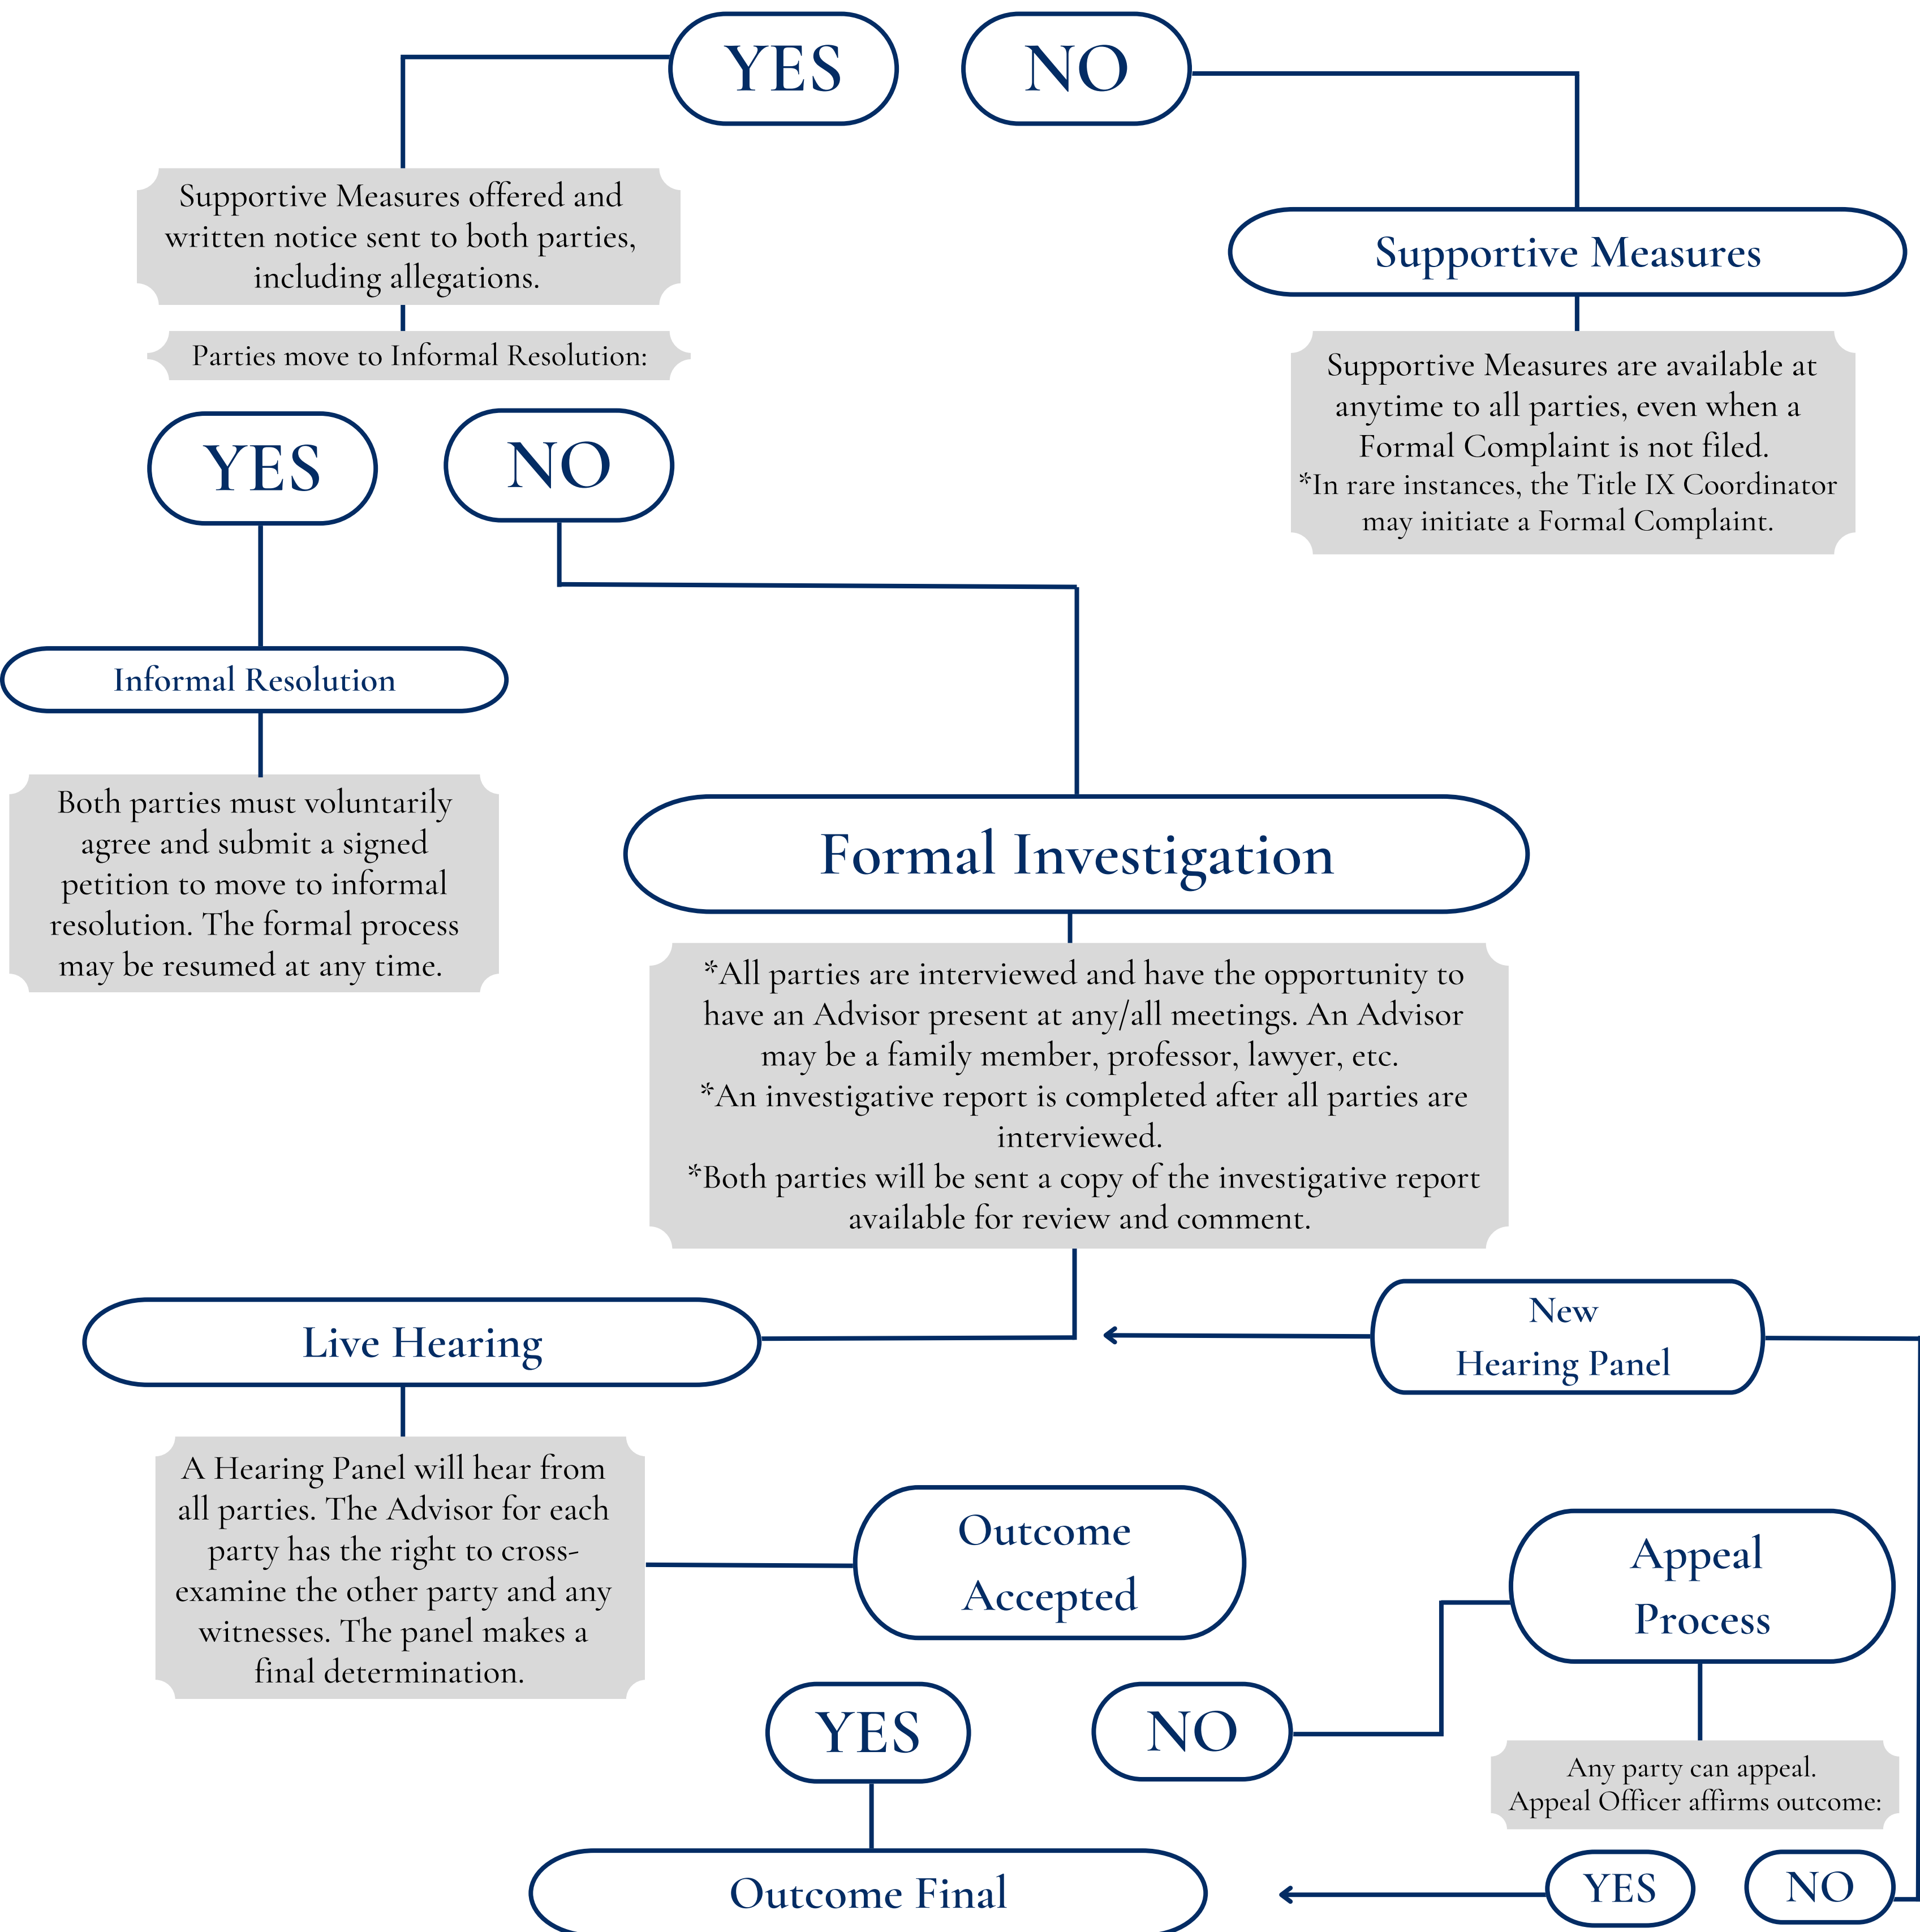 YES
NO
Supportive Measures offered and
written notice sent to both parties,
including allegations.
Supportive Measures
Parties move to Informal Resolution:
Supportive Measures are available at
anytime to all parties, even when a
Formal Complaint is not filed.
*In rare instances, the Title IX Coordinator
may initiate a Formal Complaint.
YES
NO
Informal Resolution
Both parties must voluntarily
agree and submit a signed
petition to move to informal
resolution. The formal process
may be resumed at any time.
Formal Investigation
*All parties are interviewed and have the opportunity to
have an Advisor present at any/all meetings. An Advisor
may be a family member, professor, lawyer, etc.
*An investigative report is completed after all parties are
interviewed.
*Both parties will be sent a copy of the investigative report
available for review and comment.
Live Hearing
New
Hearing Panel
A Hearing Panel will hear from
all parties. The Advisor for each
party has the right to cross-
examine the other party and any
witnesses. The panel makes a
final determination.
Outcome
Accepted
Appeal
Process
YES
NO
Any party can appeal.
Appeal Officer affirms outcome:
Outcome Final
YES
NO